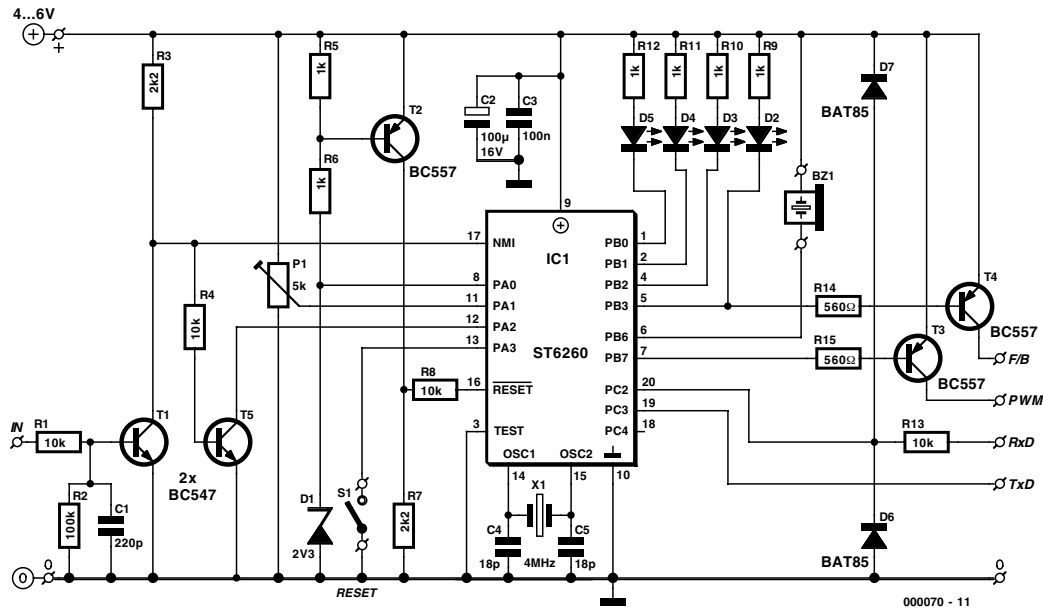 4...6V
+
R3
2k2
R5
1k
R6
1k
T2
BC557
C2
100µ
16V
C3
100n
R12
1k
R11
1k
R10
1k
R9
1k
D5
D4
D3
D2
D7
BAT85
BZ1
P1
5k
R4
10k
17
8
11
12
13
16
3
9
NMI
PA0
PA1
PA2
PA3
RESET
TEST
IC1
ST6260
PB0
PB1
PB2
PB3
PB6
PB7
PC2
PC3
PC4
OSC1
OSC2
1
2
4
5
6
7
20
19
18
14
15
10
R14
560Ω
R15
560Ω
T4
BC557
T3
BC557
F/B
PWM
R13
10k
RxD
TxD
R8
10k
IN
R1
10k
T1
T5
2x
BC547
R2
100k
C1
220p
D1
2V3
S1
R7
2k2
X1
4MHz
C4
18p
C5
18p
D6
BAT85
0
0
0
RESET
000070 - 11